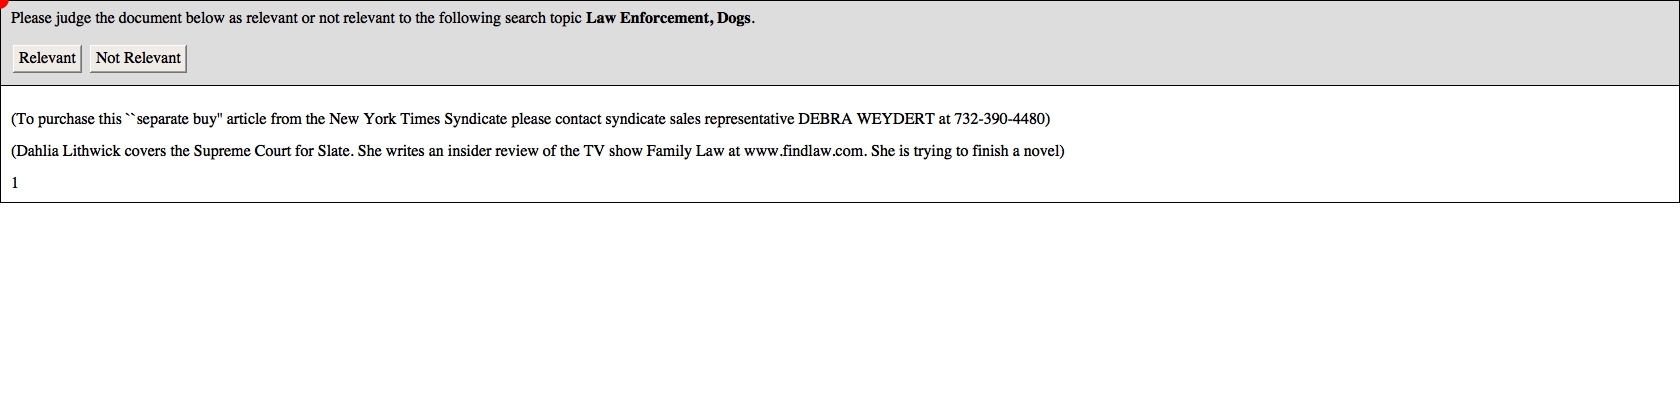 Please judge the document below as relevant or not relevant to the following search topic Law Enforcement, Dogs.
Relevant Not Relevant
(To purchase this ``separate buy'' article from the New York Times Syndicate please contact syndicate sales representative DEBRA WEYDERT at 732-390-4480)
(Dahlia Lithwick covers the Supreme Court for Slate. She writes an insider review of the TV show Family Law at www.findlaw.com. She is trying to finish a novel)
1